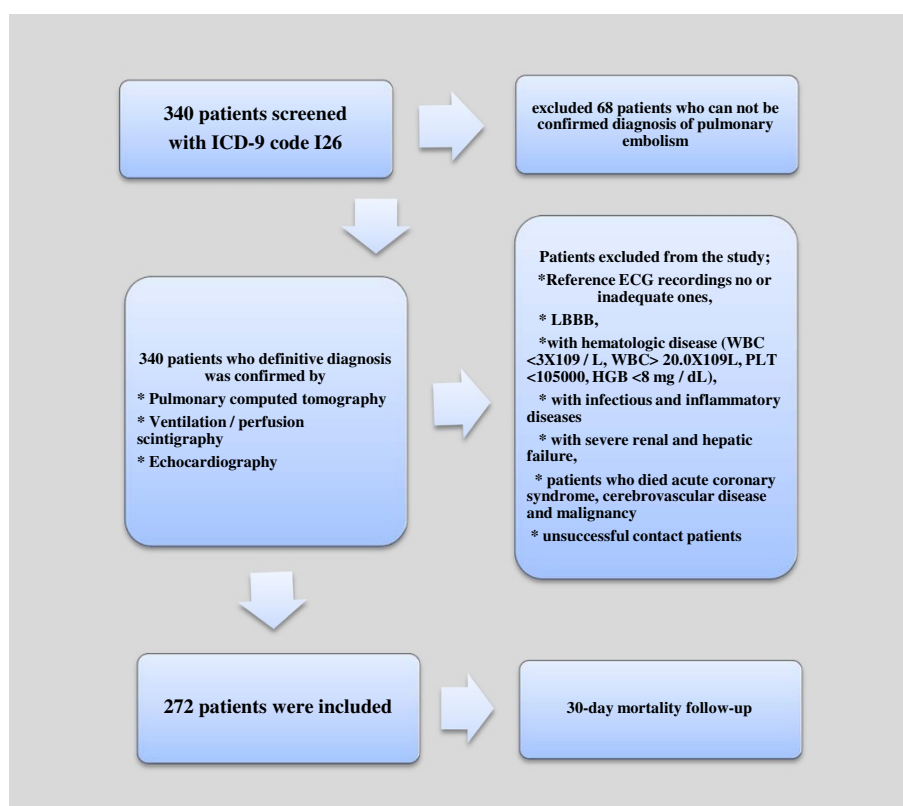 340 patients screened
with ICD-9 code I26
excluded 68 patients who can not be
confirmed diagnosis of pulmonary
embolism
340 patients who definitive diagnosis
was confirmed by
* Pulmonary computed tomography
* Ventilation / perfusion
scintigraphy
* Echocardiography
Patients excluded from the study;
*Reference ECG recordings no or
inadequate ones,
* LBBB,
*with hematologic disease (WBC
<3X109 / L, WBC> 20.0X109L, PLT
<105000, HGB <8 mg / dL),
* with infectious and inflammatory
diseases
* with severe renal and hepatic
failure,
* patients who died acute coronary
syndrome, cerebrovascular disease
and malignancy
* unsuccessful contact patients
272 patients were included
30-day mortality follow-up